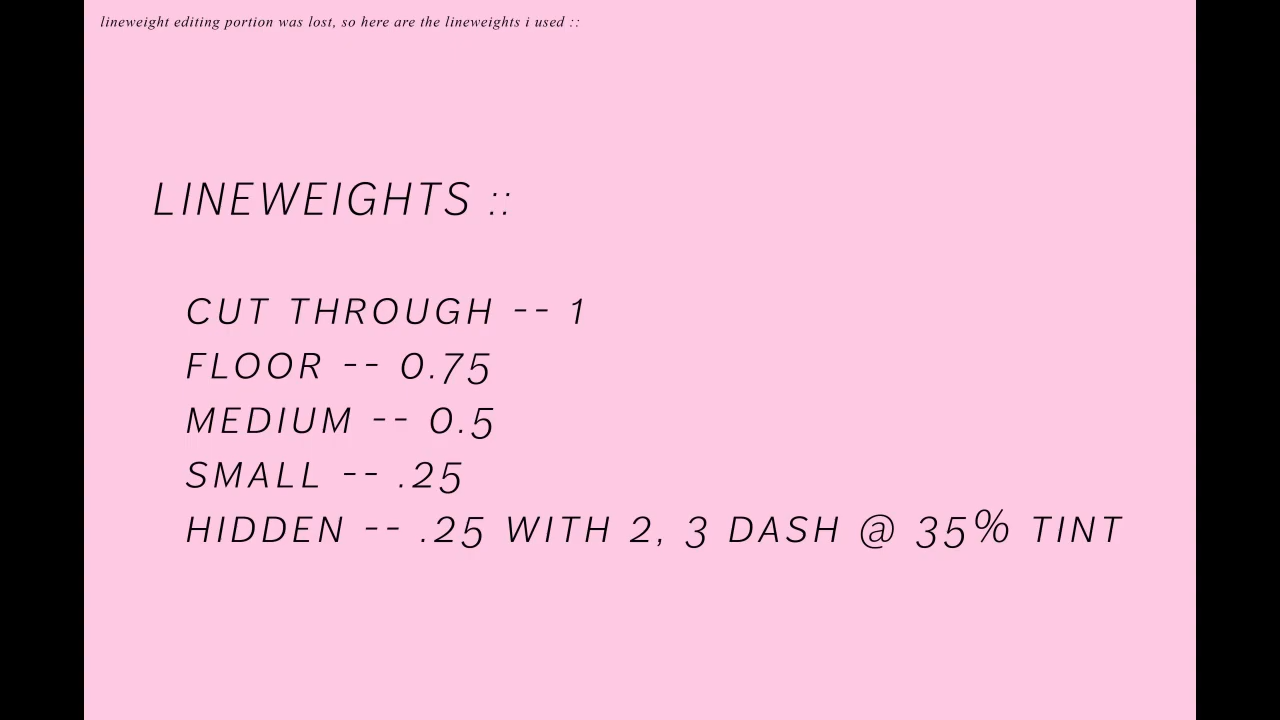 lineweight editing portion was lost, so here are the lineweights i used ::
LINEWEIGHTS ::
CUT THROUGH -- 1
FLOOR -- 0.75
MEDIUM -- 0.5
SMALL -- .25
HIDDEN -- .25 WITH 2, 3 DASH @ 35% TINT